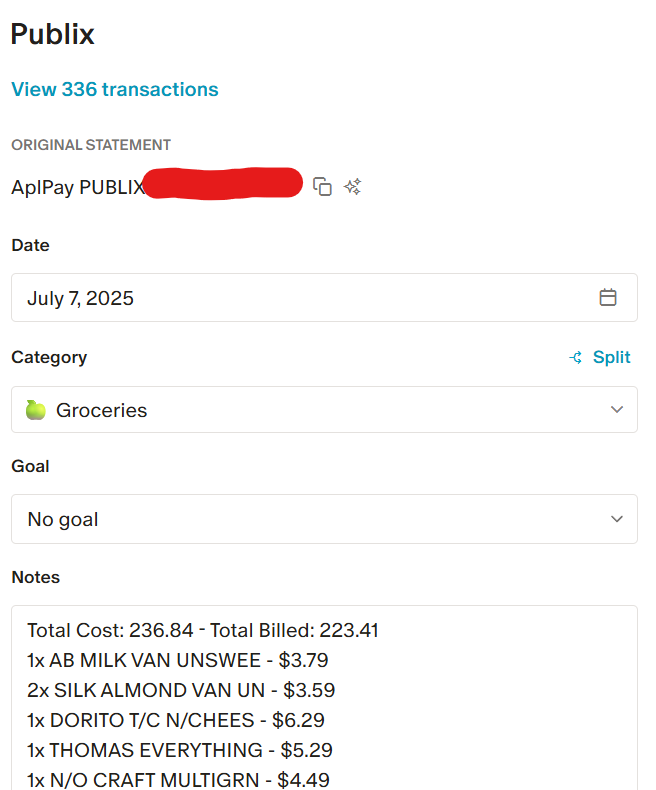 Publix
View 336 transactions
ORIGINAL STATEMENT
AplPay PUBLIX
Date
July 7, 2025
Category
Split
Groceries
Goal
No goal
Notes
Total Cost: 236.84 - Total Billed: 223.41
1x AB MILK VAN UNSWEE - $3.79
2x SILK ALMOND VAN UN - $3.59
1x DORITO T/C N/CHEES - $6.29
1x THOMAS EVERYTHING - $5.29
1x N/O CRAFT MULTIGRN - $4.49